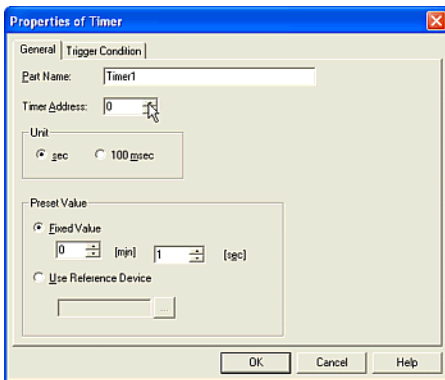 Properties of Timer
General Trigger Condition
Part Name: Timer1
Timer Address: 0
Unit
sec 100 msec
Preset Value
Fixed Value
0 [min] 1 [sec]
Use Reference Device
...
OK Cancel Help